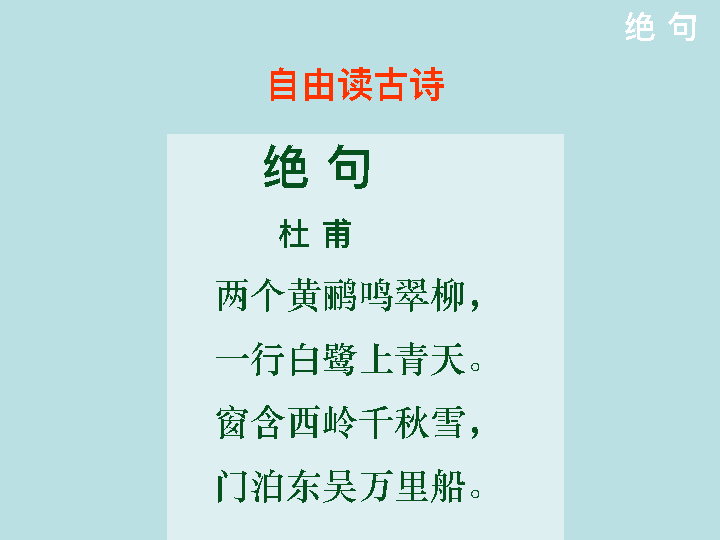 绝 句
自由读古诗
绝 句
杜 甫
两个黄鹂鸣翠柳，
一行白鹭上青天。
窗含西岭千秋雪，
门泊东吴万里船。